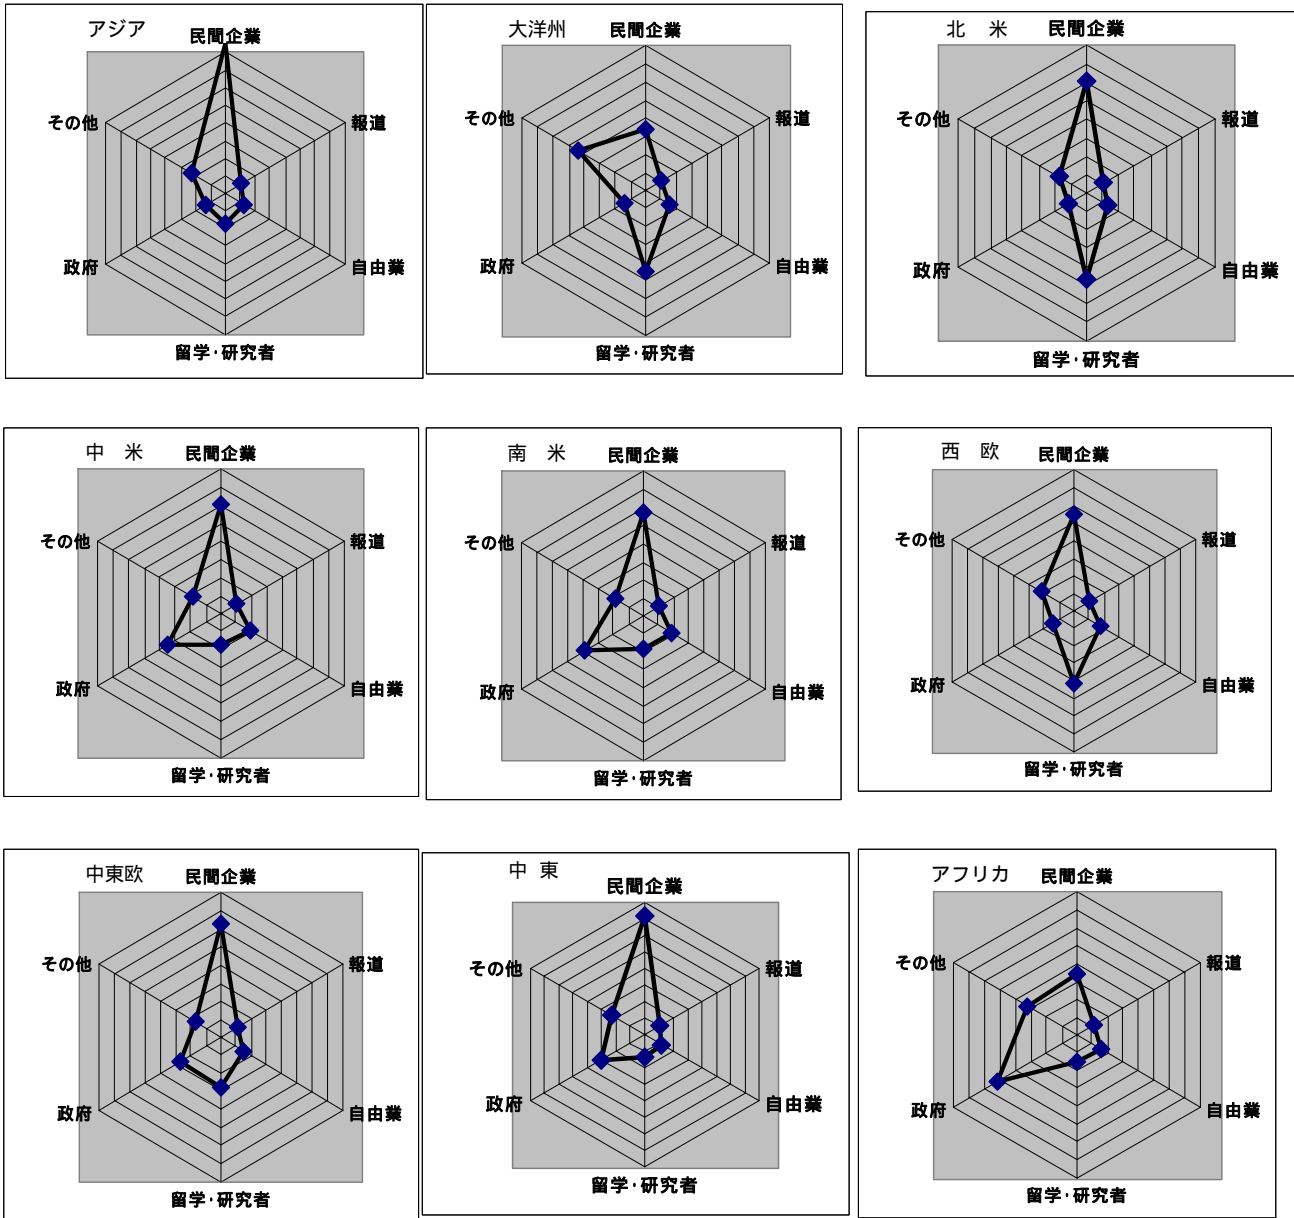 アジア
民間企業
その他
報道
政府
自由業
留学・研究者
大洋州
民間企業
その他
報道
政府
自由業
留学・研究者
北　米
民間企業
その他
報道
政府
自由業
留学・研究者
中　米
民間企業
その他
報道
政府
自由業
留学・研究者
南　米
民間企業
その他
報道
政府
自由業
留学・研究者
西　欧
民間企業
その他
報道
政府
自由業
留学・研究者
中東欧
民間企業
その他
報道
政府
自由業
留学・研究者
中　東
民間企業
その他
報道
政府
自由業
留学・研究者
アフリカ
民間企業
その他
報道
政府
自由業
留学・研究者